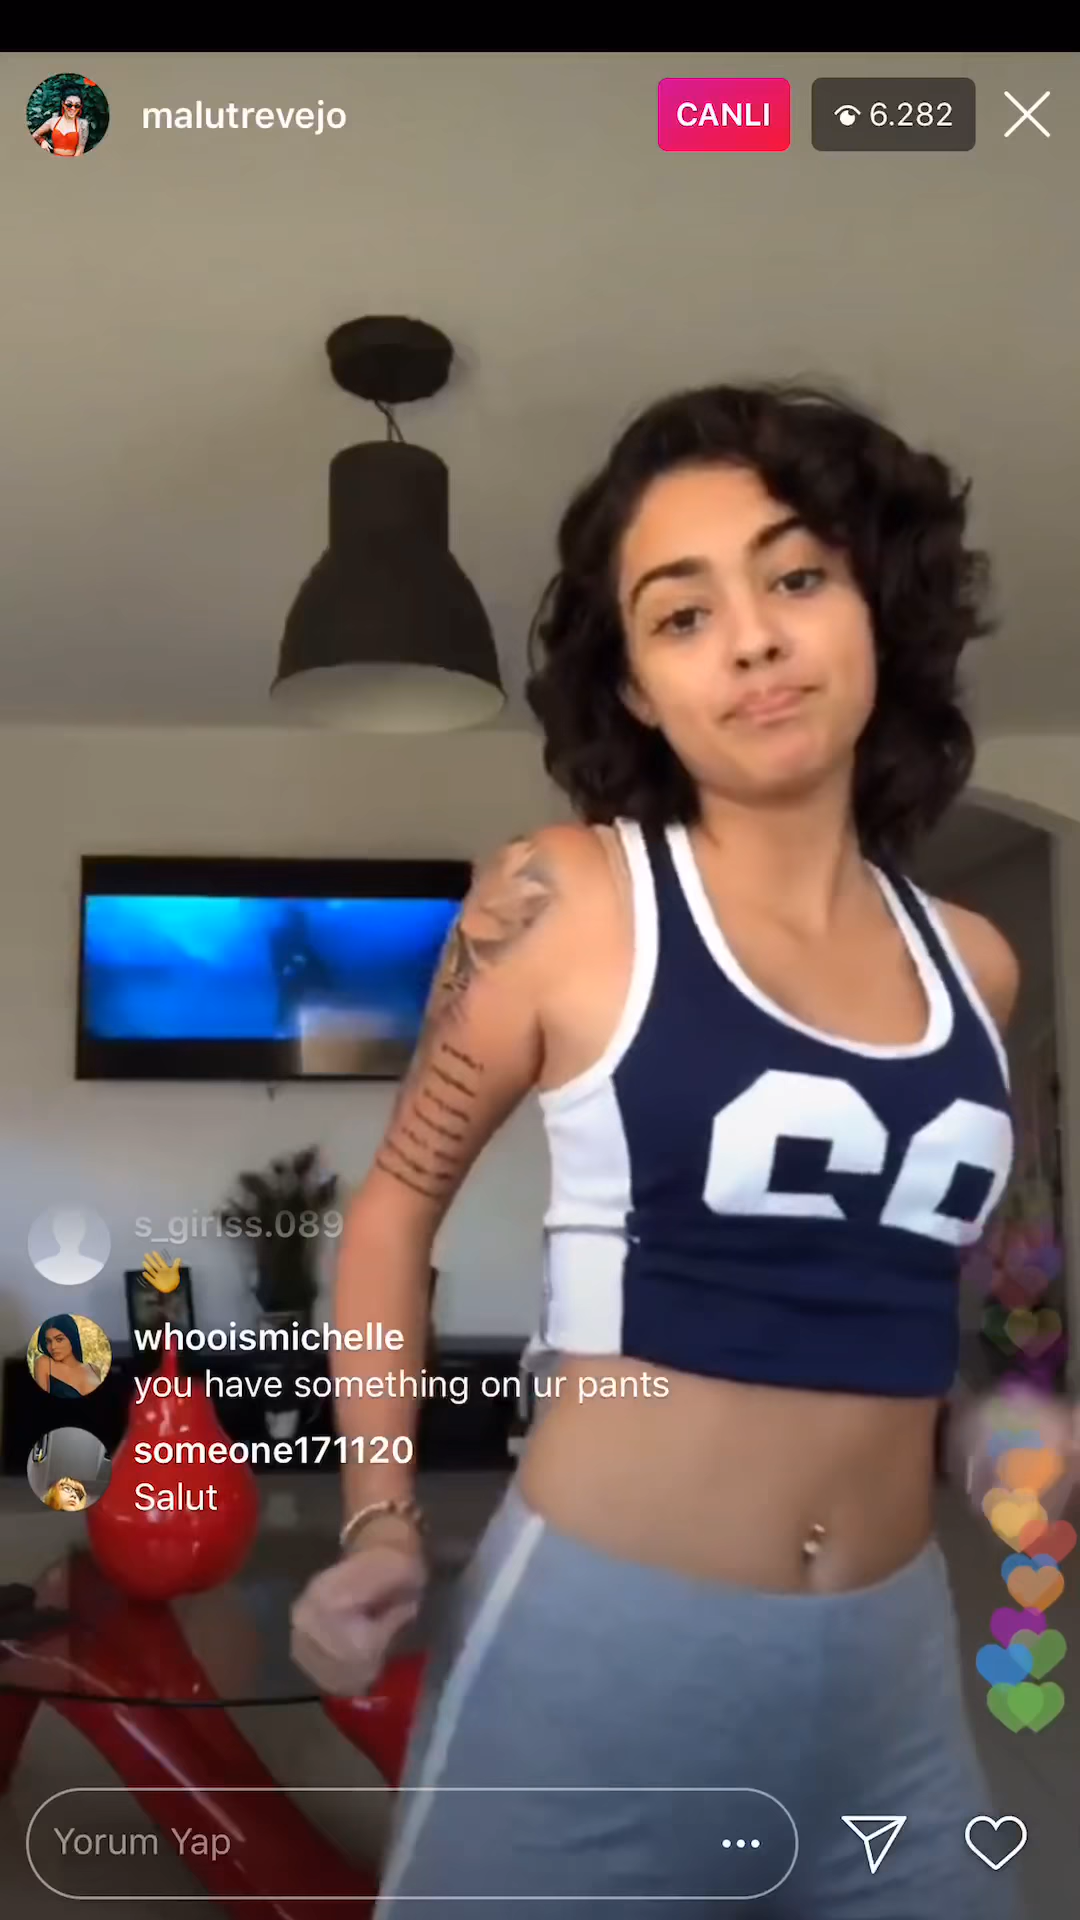 malutrevejo
CANLI
6.282
s_girlss.089
👋
whooismichelle
you have something on ur pants
someone171120
Salut
Yorum Yap